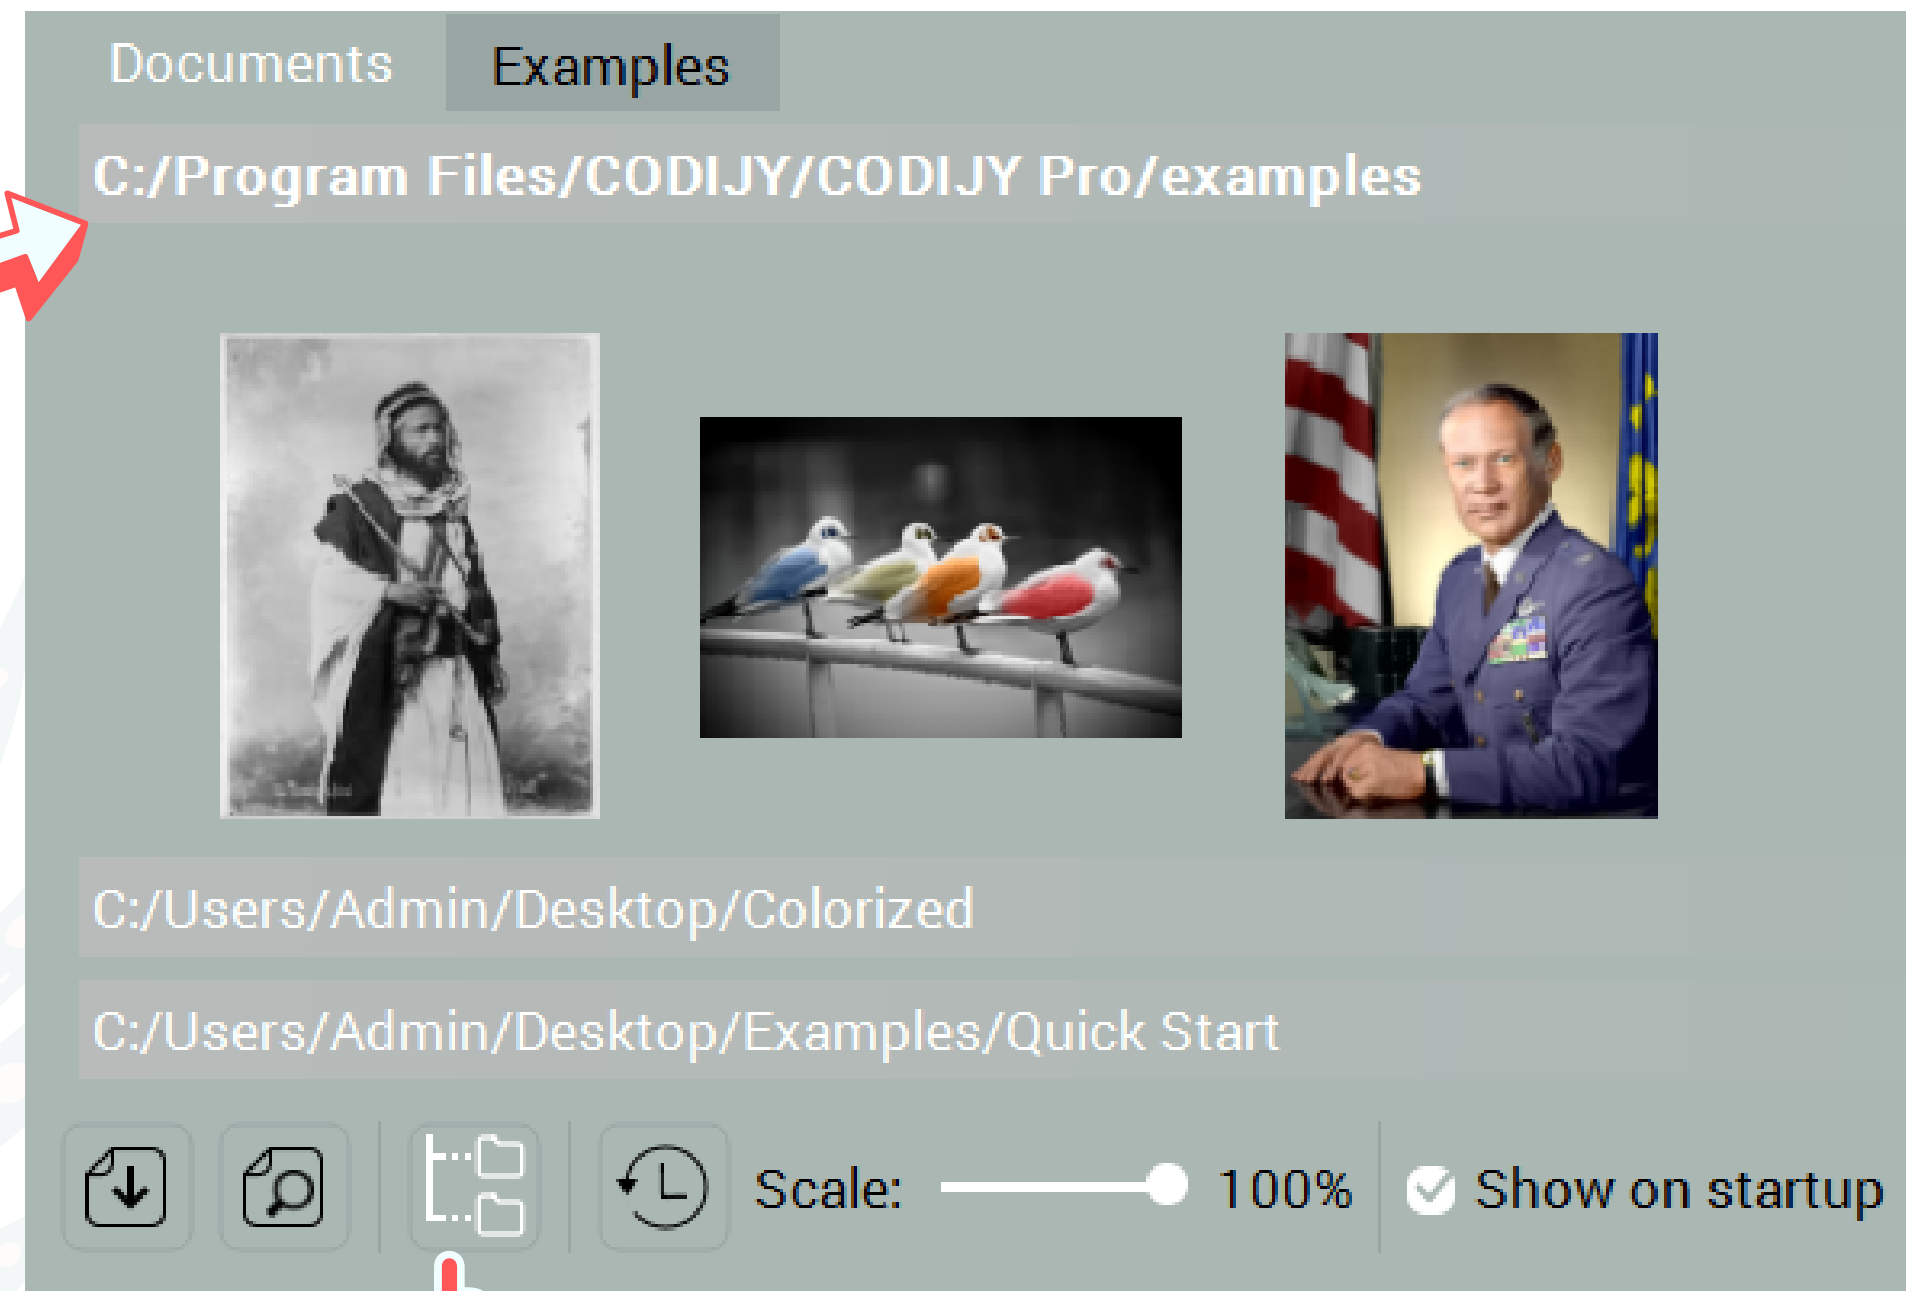 Documents Examples
C:/Program Files/CODIJY/CODIJY Pro/examples
C:/Users/Admin/Desktop/Colorized
C:/Users/Admin/Desktop/Examples/Quick Start
Scale: 100% Show on startup